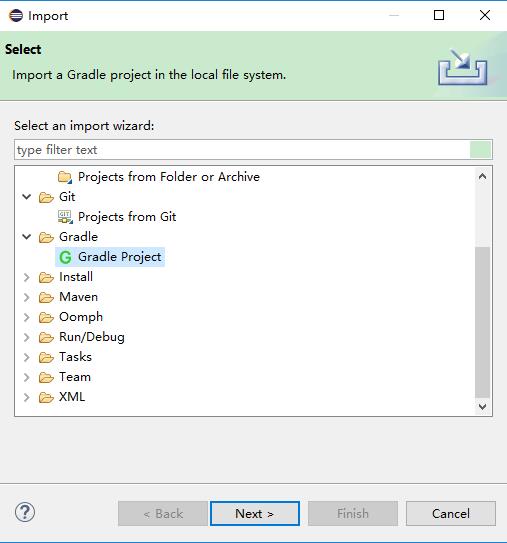 Import
Select
Import a Gradle project in the local file system.
Select an import wizard:
type filter text
Projects from Folder or Archive
Git
GIT
Projects from Git
Gradle
G Gradle Project
Install
Maven
Oomph
Run/Debug
Tasks
Team
XML
? < Back Next > Finish Cancel